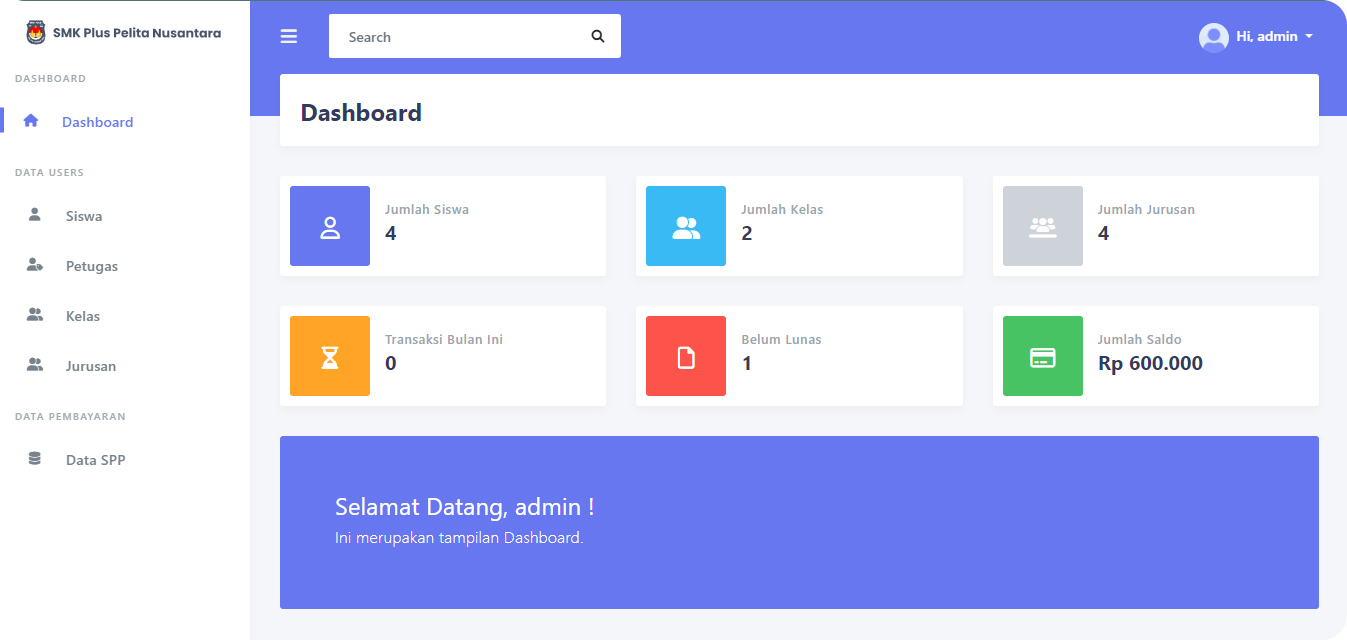 SMK Plus Pelita Nusantara
DASHBOARD
Dashboard
DATA USERS
Siswa
Petugas
Kelas
Jurusan
DATA PEMBAYARAN
Data SPP
Search
Hi, admin
Dashboard
Jumlah Siswa
4
Jumlah Kelas
2
Jumlah Jurusan
4
Transaksi Bulan Ini
0
Belum Lunas
1
Jumlah Saldo
Rp 600.000
Selamat Datang, admin !
Ini merupakan tampilan Dashboard.